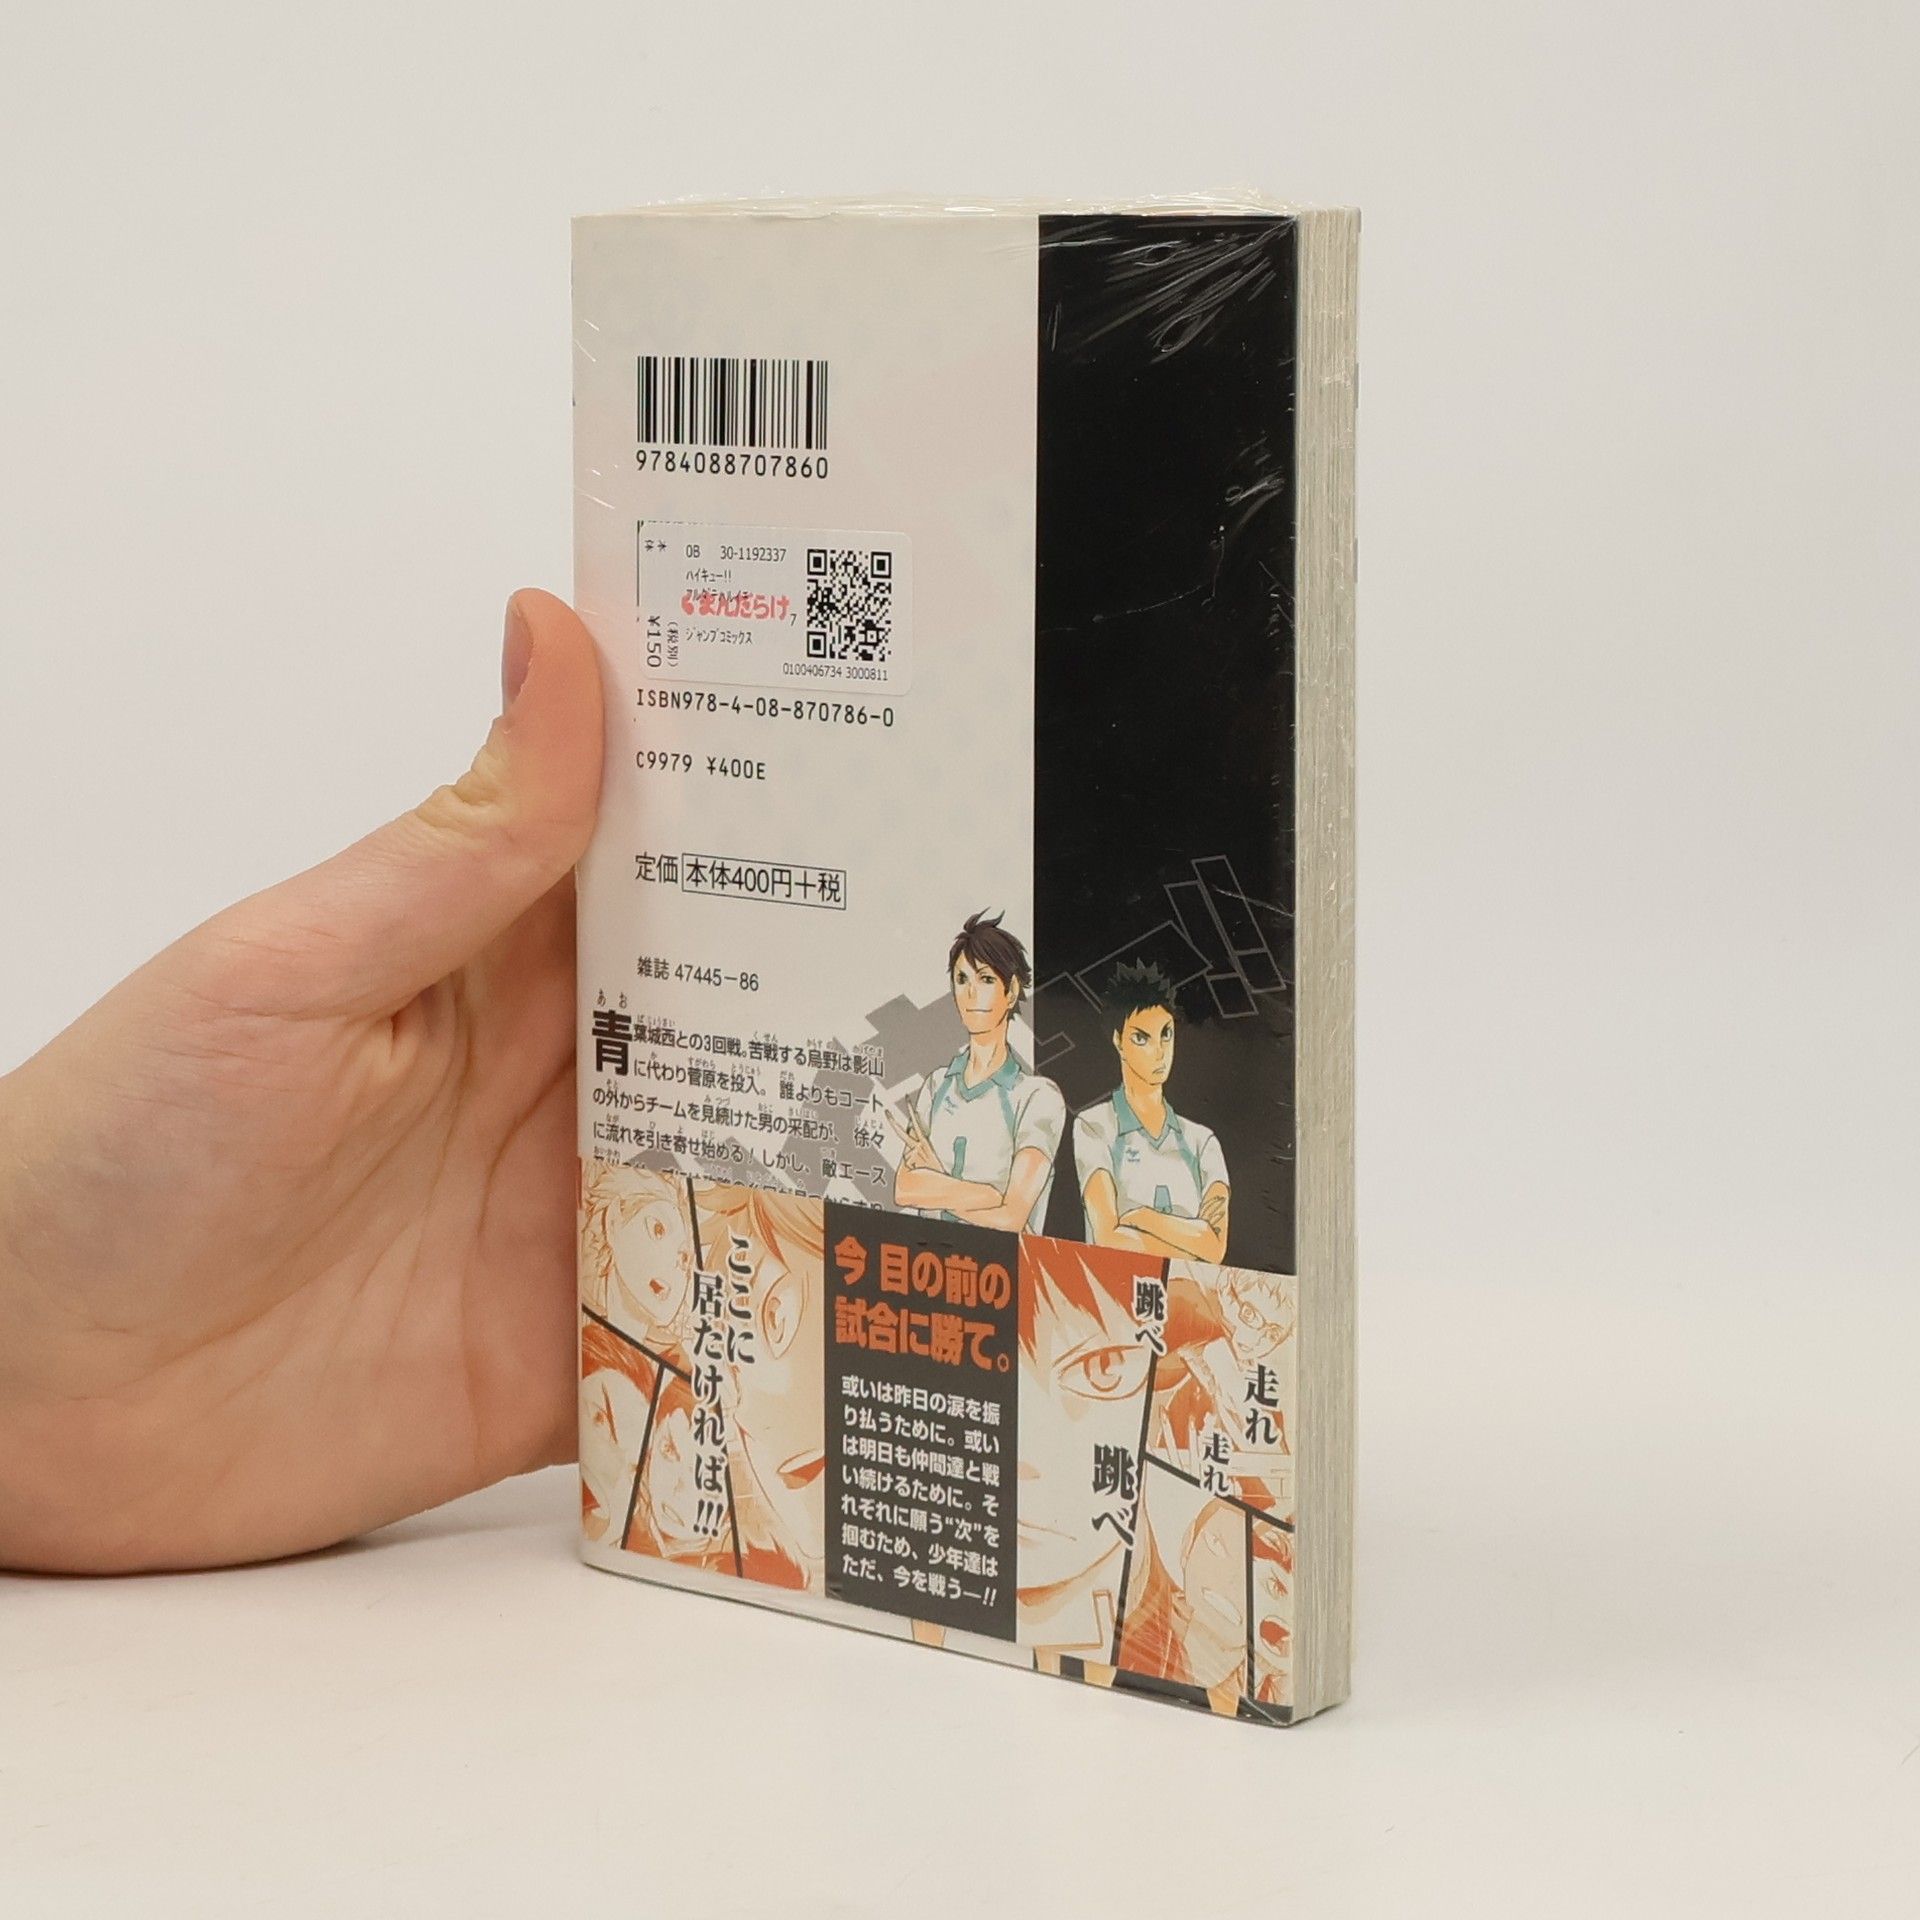 9784088707860
0B 30-1192337
ハイキュー!!
まんだらけ
7
ジャンプコミックス
¥150
(税別)
0100406734 3000811
ISBN978-4-08-870786-0
C9979 ¥400E
定価 本体400円+税
雑誌 47445-86
青葉城西との3回戦。苦戦する烏野は影山
に代わり菅原を投入。誰よりもコート
の外からチームを見続けた男の采配が、徐々
に流れを引き寄せ始める!しかし、敵エース
ここに
居たければ!!!
今 目の前の
試合に勝て。
或いは昨日の涙を振
り払うために。或い
は明日も仲間達と戦
い続けるために。そ
れぞれに願う“次”を
掴むため、少年達は
ただ、今を戦う—!!
跳べ
跳べ
走れ
走れ